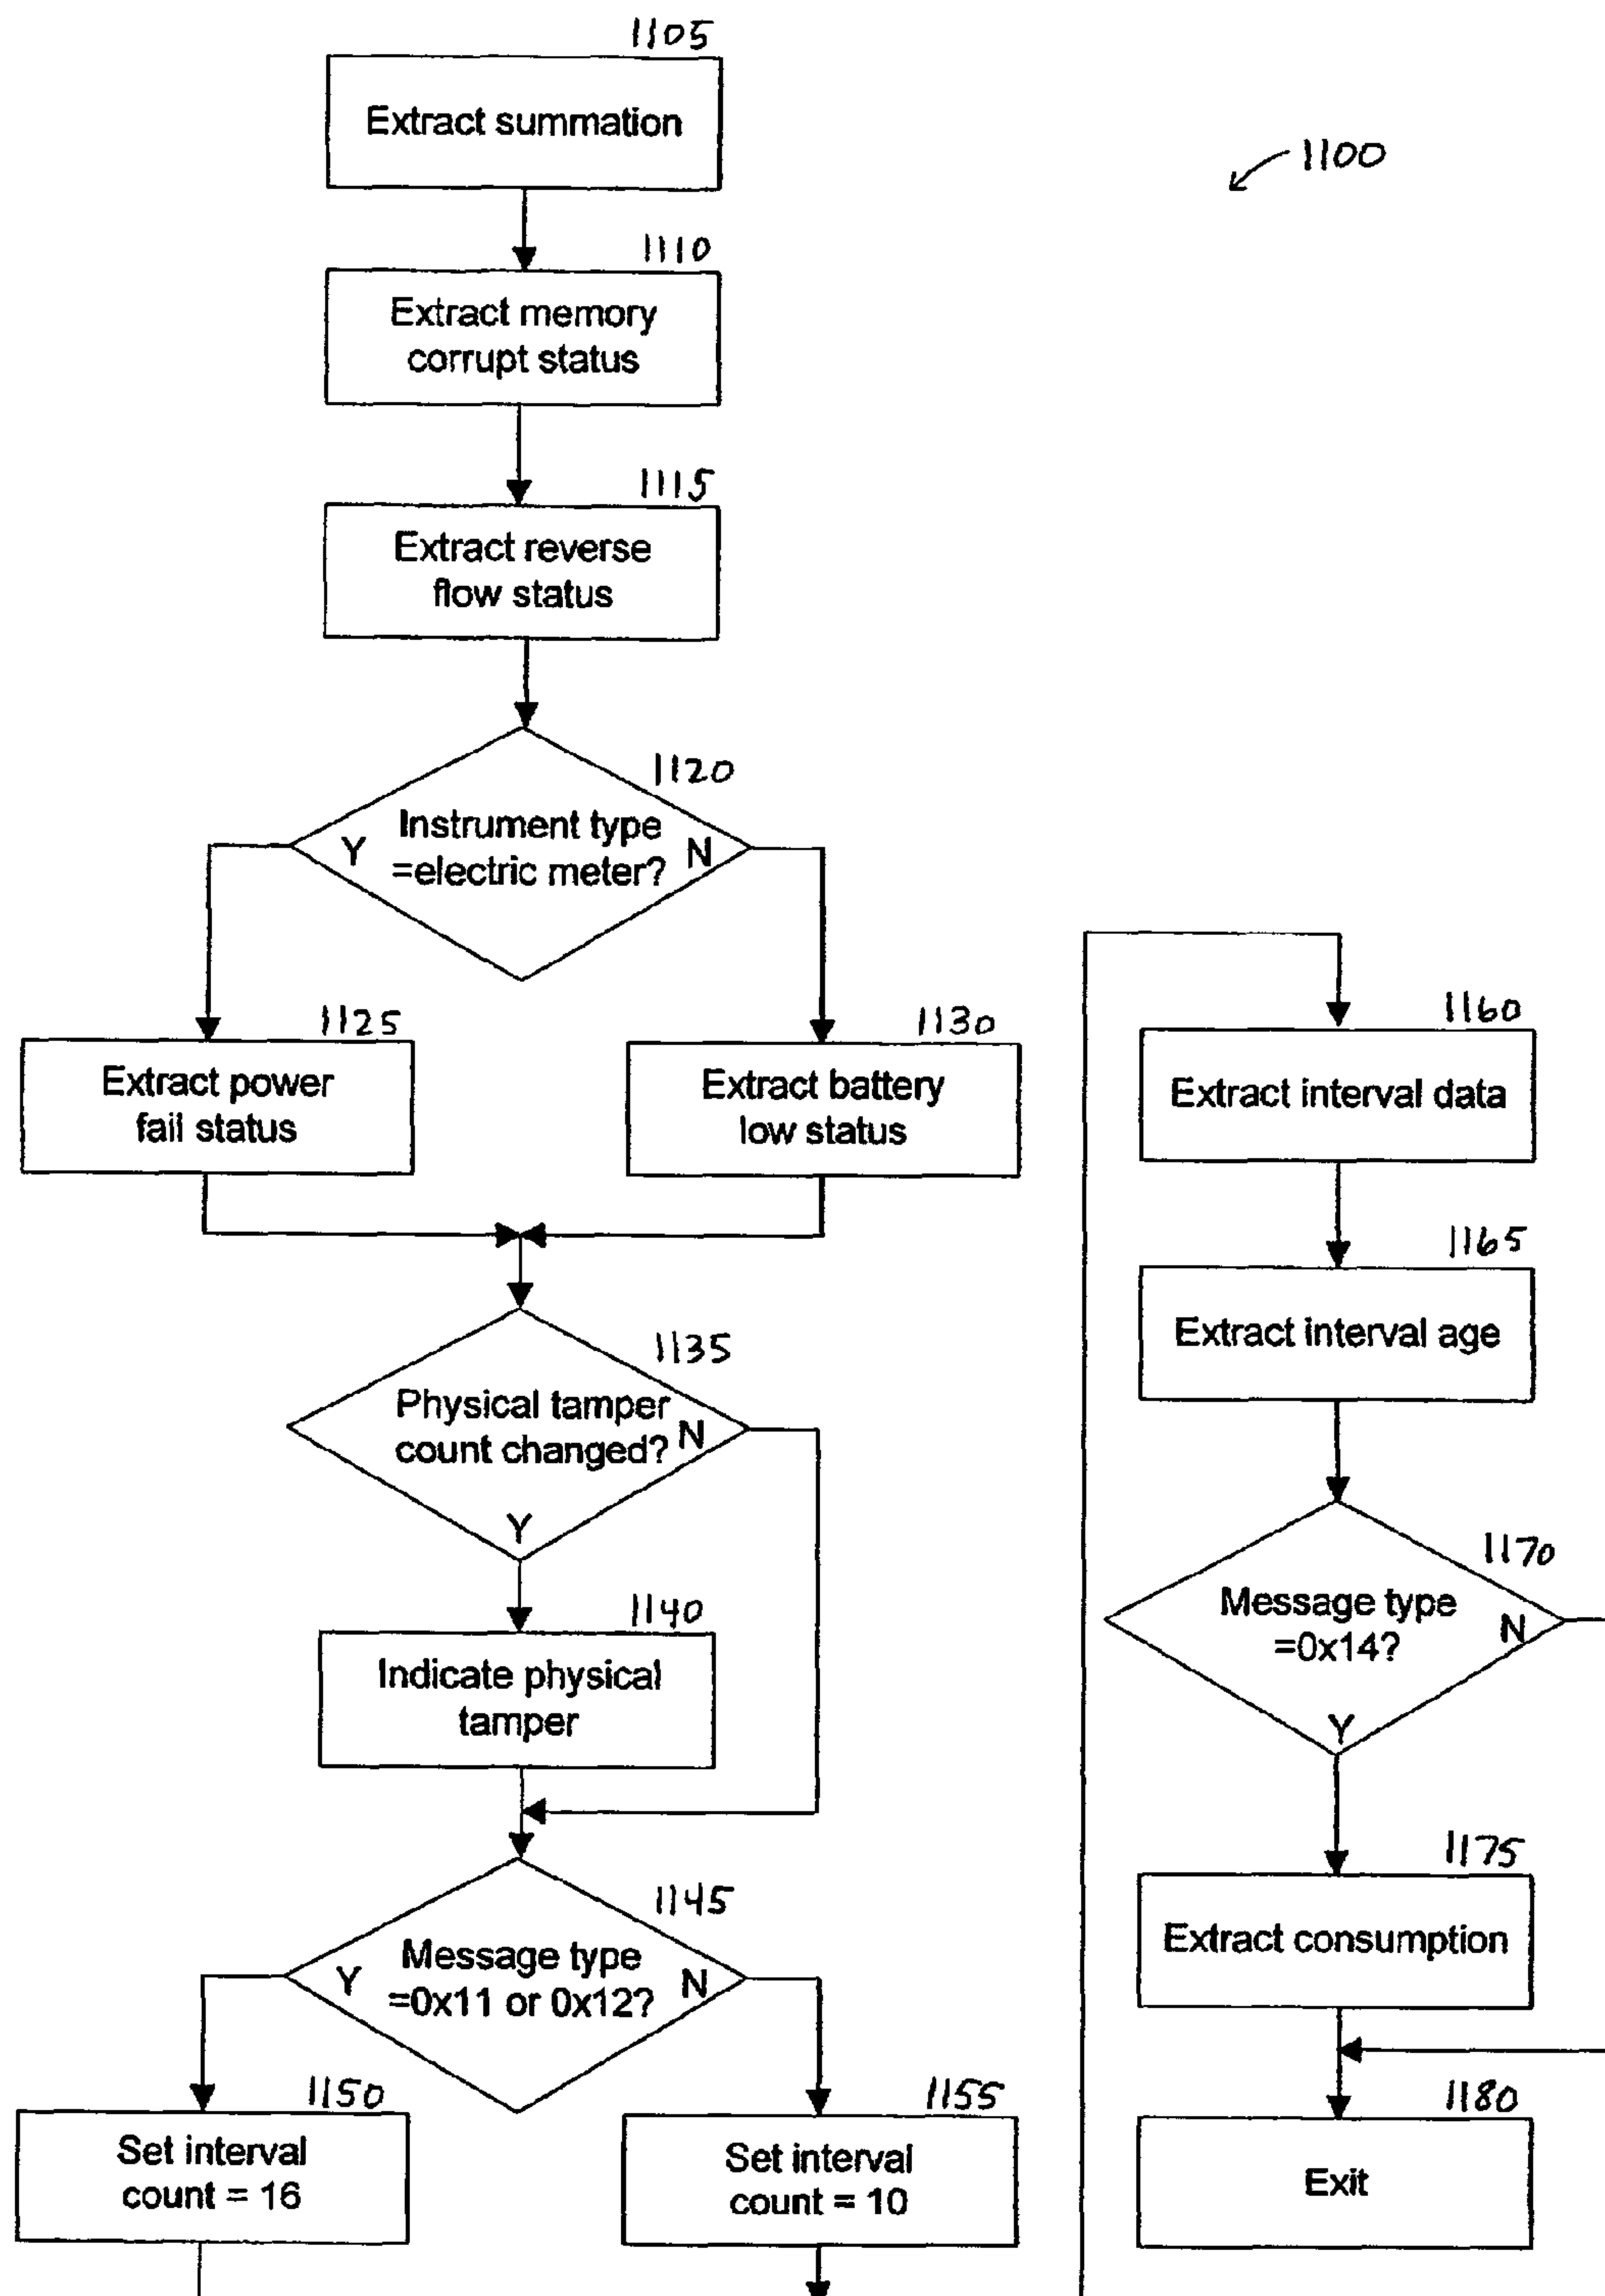 1105
Extract summation
1100
1110
Extract memory
corrupt status
1115
Extract reverse
flow status
1120
Instrument type
=electric meter?
Y
N
1125
Extract power
fail status
1130
Extract battery
low status
1135
Physical tamper
count changed?
N
Y
1140
Indicate physical
tamper
1145
Message type
=0x11 or 0x12?
Y
N
1150
Set interval
count = 16
1155
Set interval
count = 10
1160
Extract interval data
1165
Extract interval age
1170
Message type
=0x14?
N
Y
1175
Extract consumption
1180
Exit